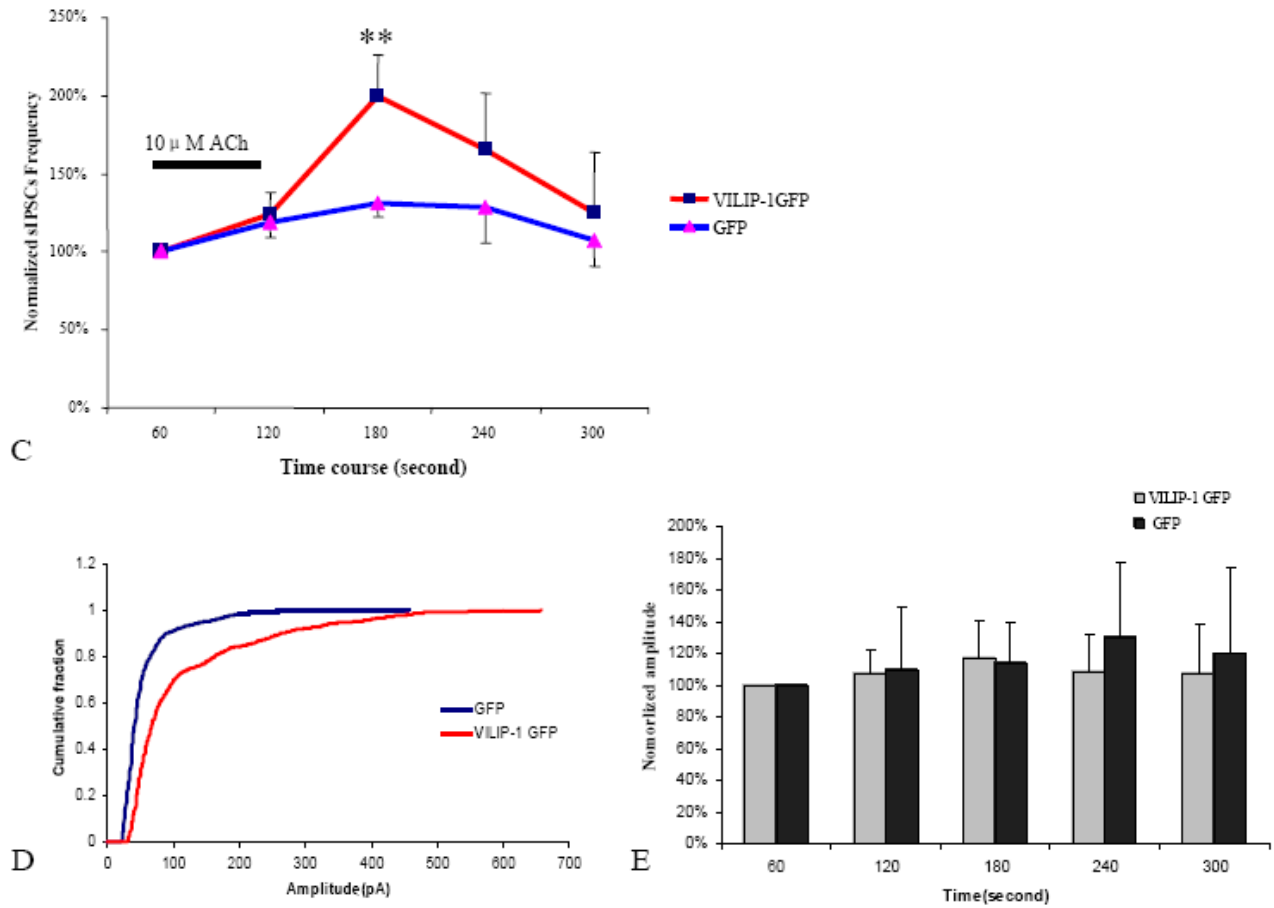 250%
**
200%
10 μ M ACh
150%
100%
50%
0%
Normalized sIPSCs Frequency
60 120 180 240 300
Time course (second)
VILIP-1GFP
GFP
C
1.2
1
0.8
0.6
0.4
0.2
0
Cumulative fraction
0 100 200 300 400 500 600 700
Amplitude(pA)
GFP
VILIP-1 GFP
D
VILIP-1 GFP
GFP
200%
180%
160%
140%
120%
100%
80%
60%
40%
20%
0%
Nomorlized amplitude
60 120 180 240 300
Time(second)
E